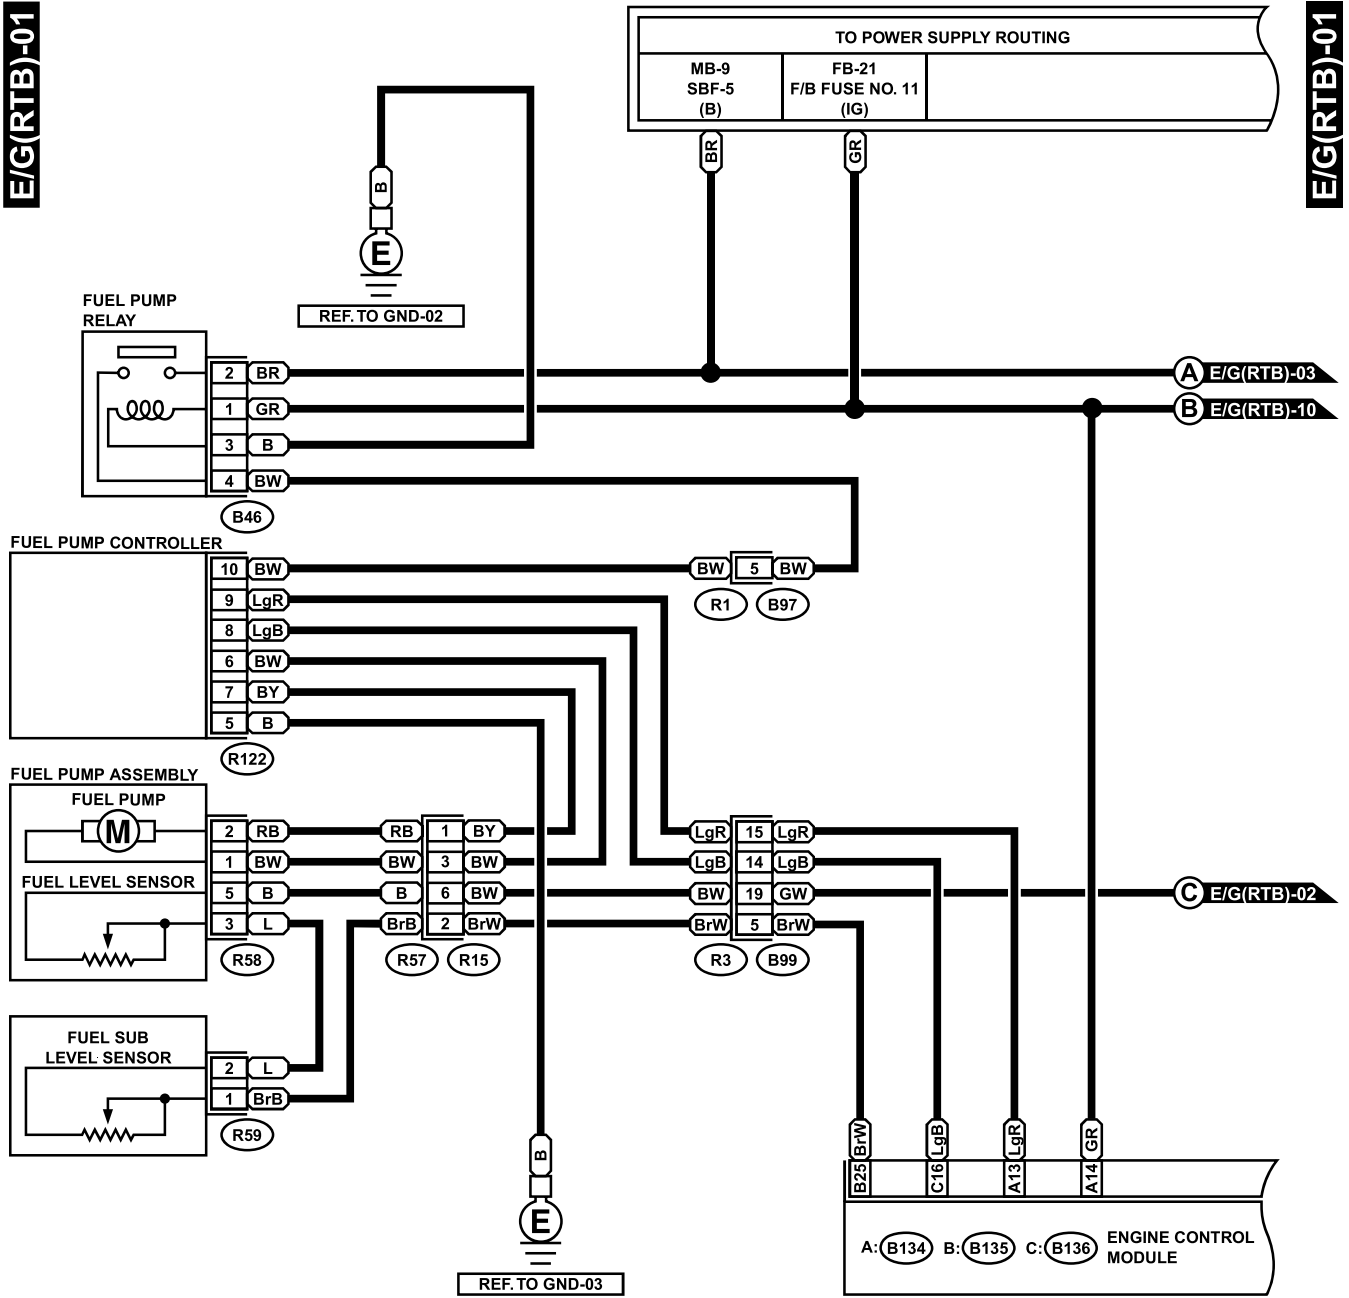 E/G(RTB)-01
E/G(RTB)-01
TO POWER SUPPLY ROUTING
MB-9
SBF-5
(B)
FB-21
F/B FUSE NO. 11
(IG)
BR
GR
B
E
REF. TO GND-02
FUEL PUMP
RELAY
2 BR
1 GR
3 B
4 BW
B46
A E/G(RTB)-03
B E/G(RTB)-10
FUEL PUMP CONTROLLER
10 BW
9 LgR
8 LgB
6 BW
7 BY
5 B
R122
BW 5 BW
R1 B97
FUEL PUMP ASSEMBLY
FUEL PUMP
M
FUEL LEVEL SENSOR
2 RB
1 BW
5 B
3 L
R58
RB 1 BY
BW 3 BW
B 6 BW
BrB 2 BrW
R57 R15
LgR 15 LgR
LgB 14 LgB
BW 19 GW
BrW 5 BrW
R3 B99
C E/G(RTB)-02
FUEL SUB
LEVEL SENSOR
2 L
1 BrB
R59
B
E
REF. TO GND-03
BrW
LgB
LgR
GR
B25
C16
A13
A14
A: B134 B: B135 C: B136
ENGINE CONTROL
MODULE